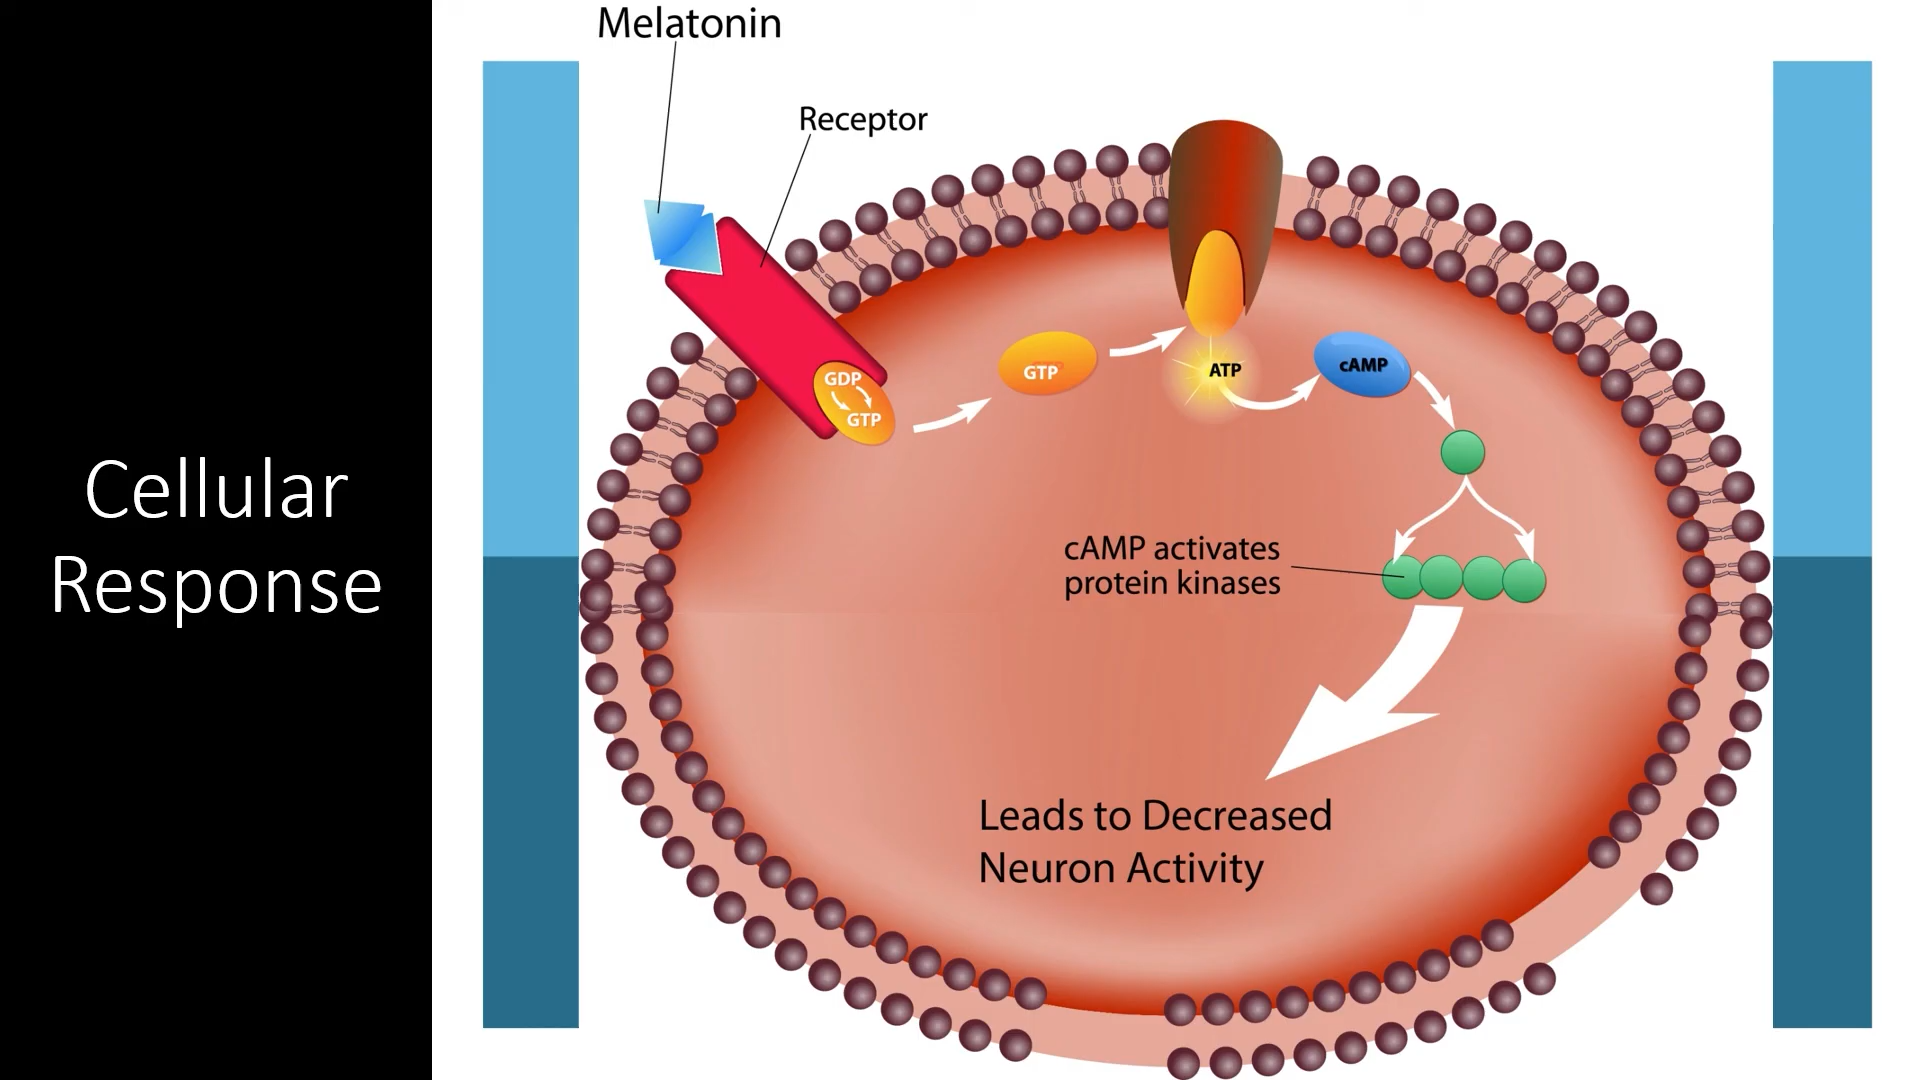 Cellular
Response
Melatonin
Receptor
GDP
GTP
GTP
ATP
cAMP
cAMP activates
protein kinases
Leads to Decreased
Neuron Activity